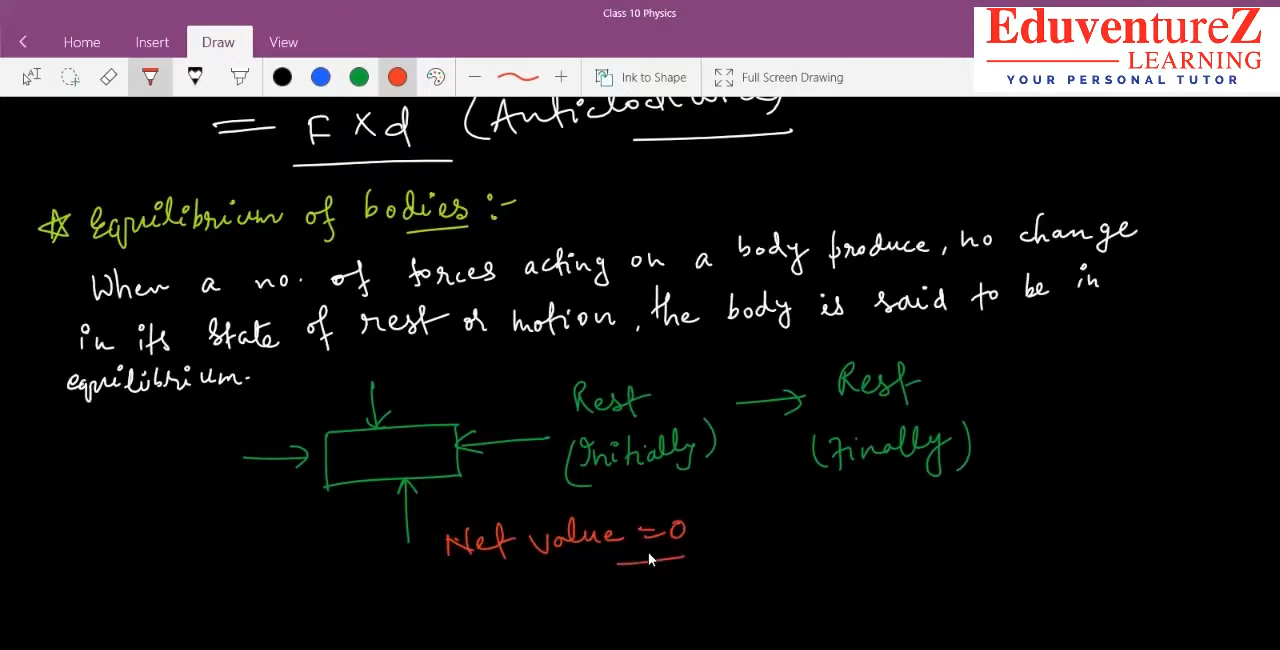 Class 10 Physics
EduventureZ
LEARNING
YOUR PERSONAL TUTOR
Home Insert Draw View
Ink to Shape Full Screen Drawing
= F x d (Anticlockwise)
☆ Equilibrium of bodies :-
When a no. of forces acting on a body produce, no change
in its state of rest or motion, the body is said to be in
equilibrium.
Rest → Rest
(Initially) (Finally)
Net value = 0